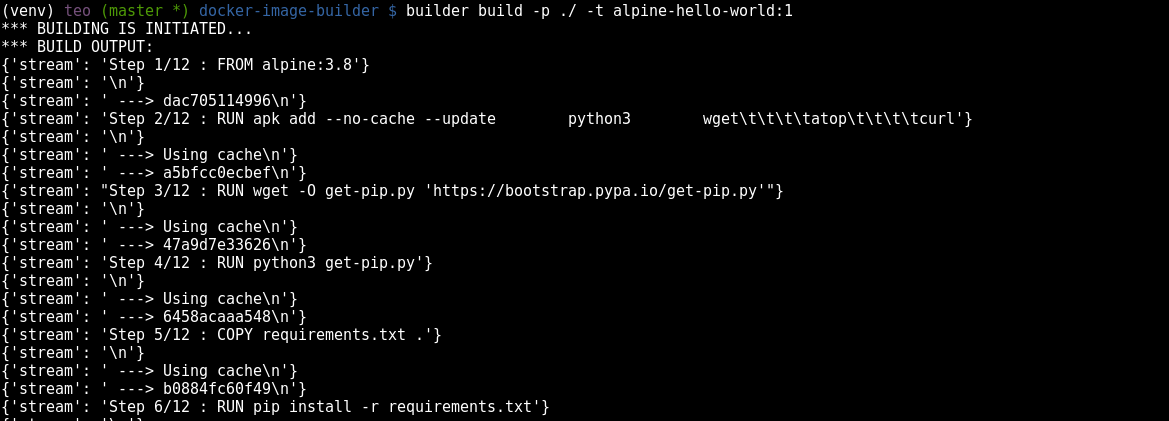 (venv) teo (master *) docker-image-builder $ builder build -p ./ -t alpine-hello-world:1
*** BUILDING IS INITIATED...
*** BUILD OUTPUT:
{'stream': 'Step 1/12 : FROM alpine:3.8'}
{'stream': '\n'}
{'stream': ' ---> dac705114996\n'}
{'stream': 'Step 2/12 : RUN apk add --no-cache --update        python3        wget\t\t\t\tatop\t\t\t\tcurl'}
{'stream': '\n'}
{'stream': ' ---> Using cache\n'}
{'stream': ' ---> a5bfcc0ecbef\n'}
{'stream': "Step 3/12 : RUN wget -O get-pip.py 'https://bootstrap.pypa.io/get-pip.py'"}
{'stream': '\n'}
{'stream': ' ---> Using cache\n'}
{'stream': ' ---> 47a9d7e33626\n'}
{'stream': 'Step 4/12 : RUN python3 get-pip.py'}
{'stream': '\n'}
{'stream': ' ---> Using cache\n'}
{'stream': ' ---> 6458acaaa548\n'}
{'stream': 'Step 5/12 : COPY requirements.txt .'}
{'stream': '\n'}
{'stream': ' ---> Using cache\n'}
{'stream': ' ---> b0884fc60f49\n'}
{'stream': 'Step 6/12 : RUN pip install -r requirements.txt'}